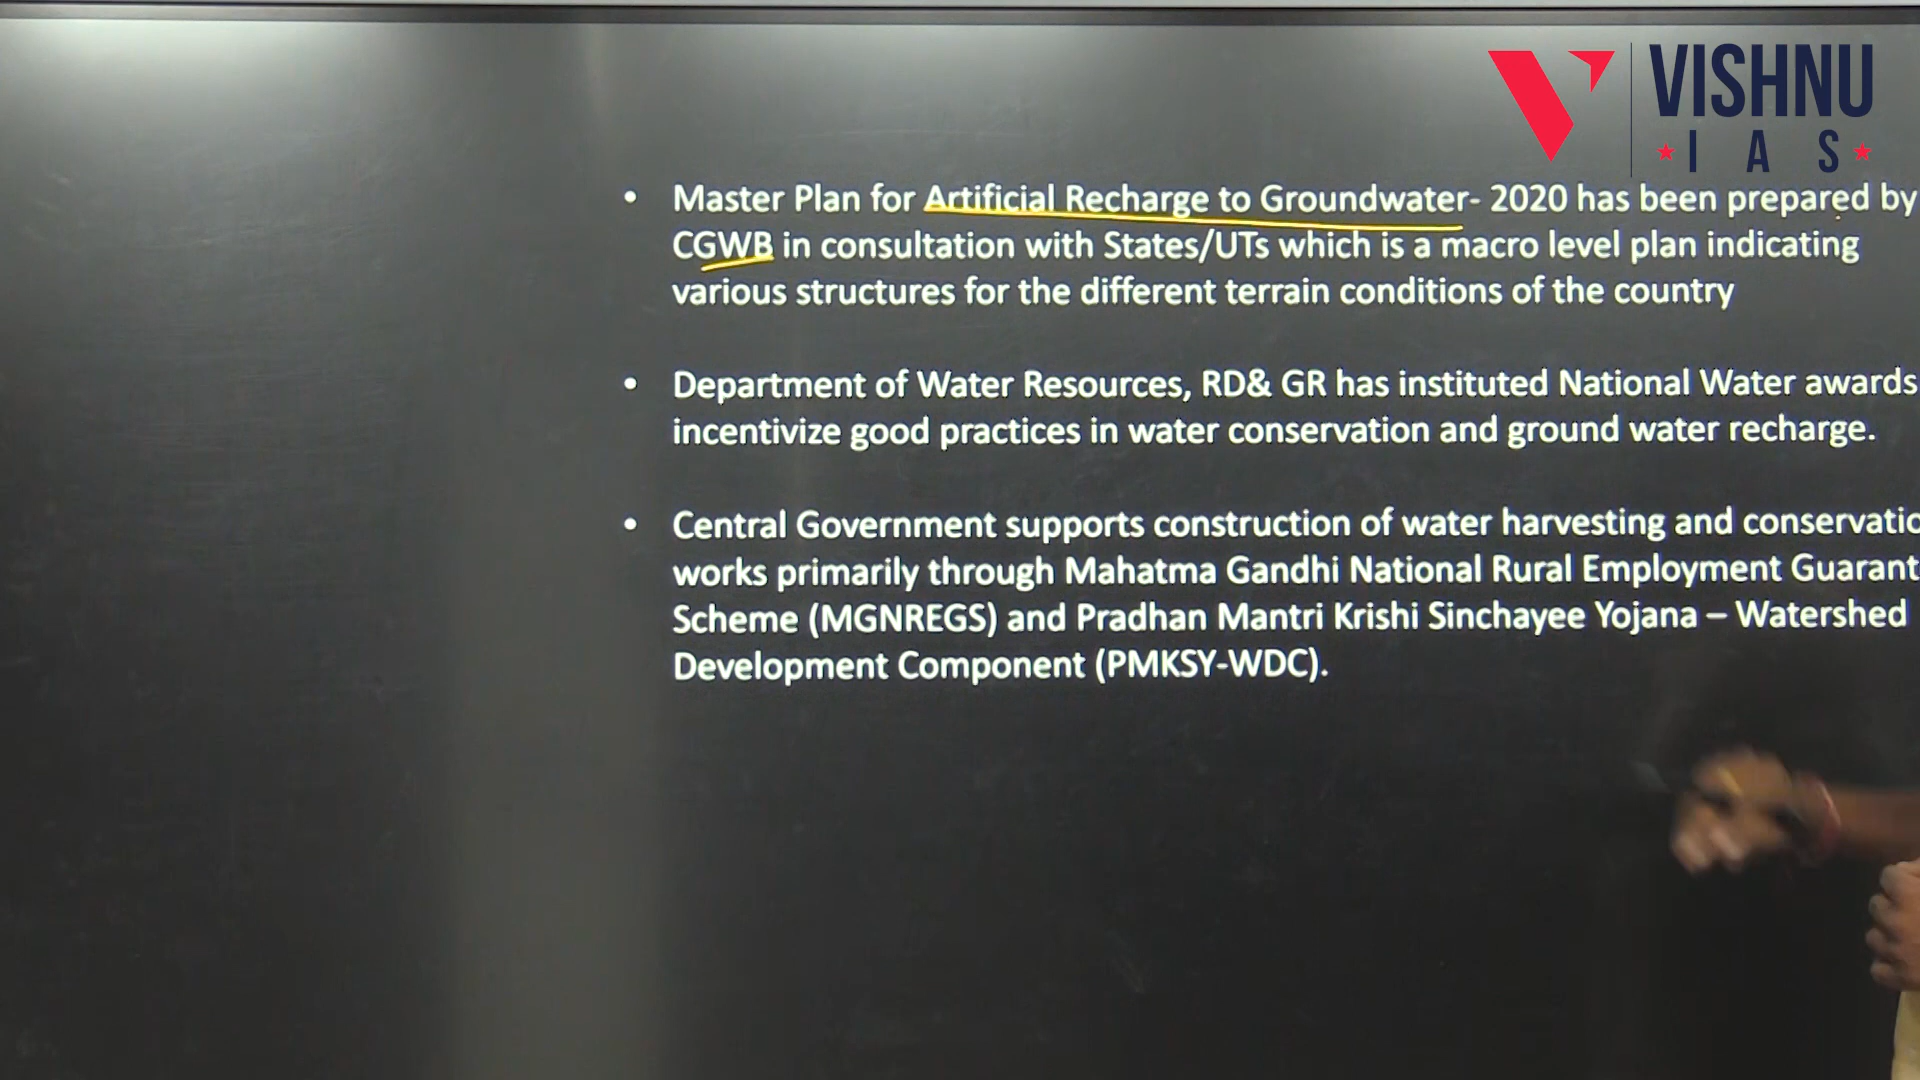 VISHNU
IAS
• Master Plan for Artificial Recharge to Groundwater- 2020 has been prepared by
CGWB in consultation with States/UTs which is a macro level plan indicating
various structures for the different terrain conditions of the country
• Department of Water Resources, RD& GR has instituted National Water awards
incentivize good practices in water conservation and ground water recharge.
• Central Government supports construction of water harvesting and conservatio
works primarily through Mahatma Gandhi National Rural Employment Guarant
Scheme (MGNREGS) and Pradhan Mantri Krishi Sinchayee Yojana – Watershed
Development Component (PMKSY-WDC).